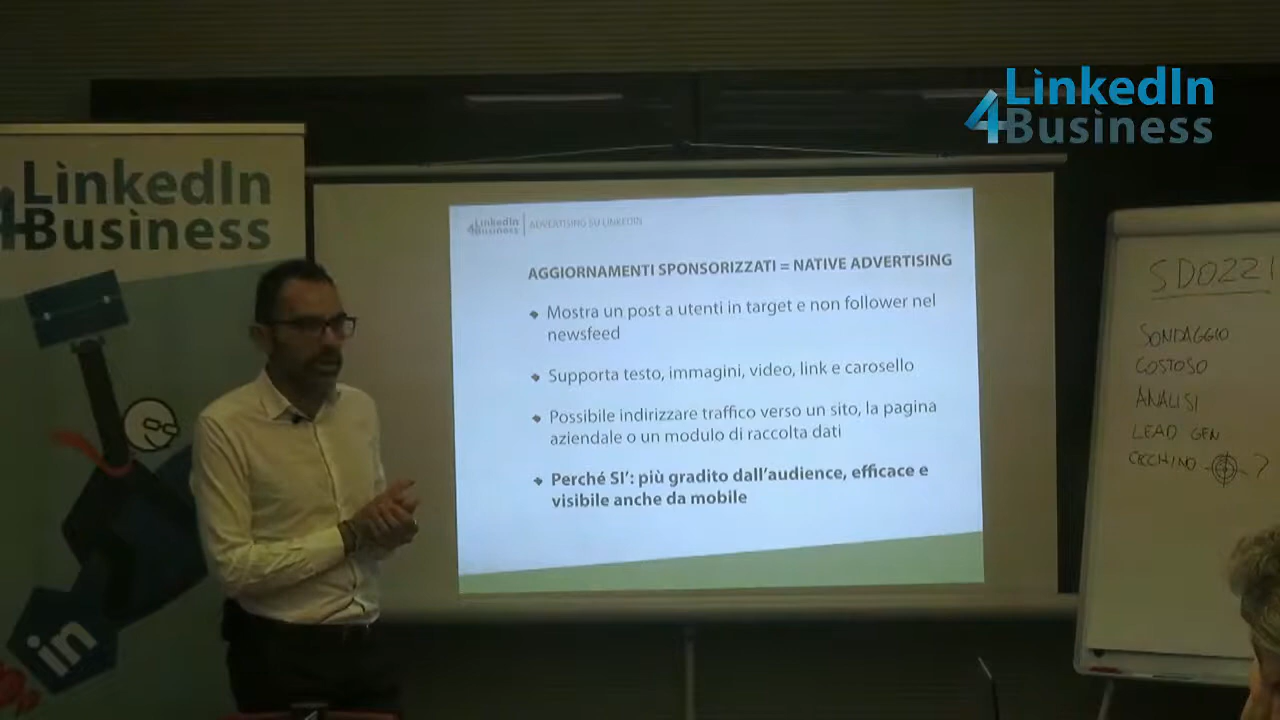 LinkedIn
4Business
LinkedIn
4Business
LinkedIn
4Business
ADVERTISING SU LINKEDIN
AGGIORNAMENTI SPONSORIZZATI = NATIVE ADVERTISING
Mostra un post a utenti in target e non follower nel
newsfeed
Supporta testo, immagini, video, link e carosello
Possibile indirizzare traffico verso un sito, la pagina
aziendale o un modulo di raccolta dati
Perché SI': più gradito dall'audience, efficace e
visibile anche da mobile
in
SONDAGGIO
COSTOSO
ANALISI
LEAD GEN
CECCHINO ?